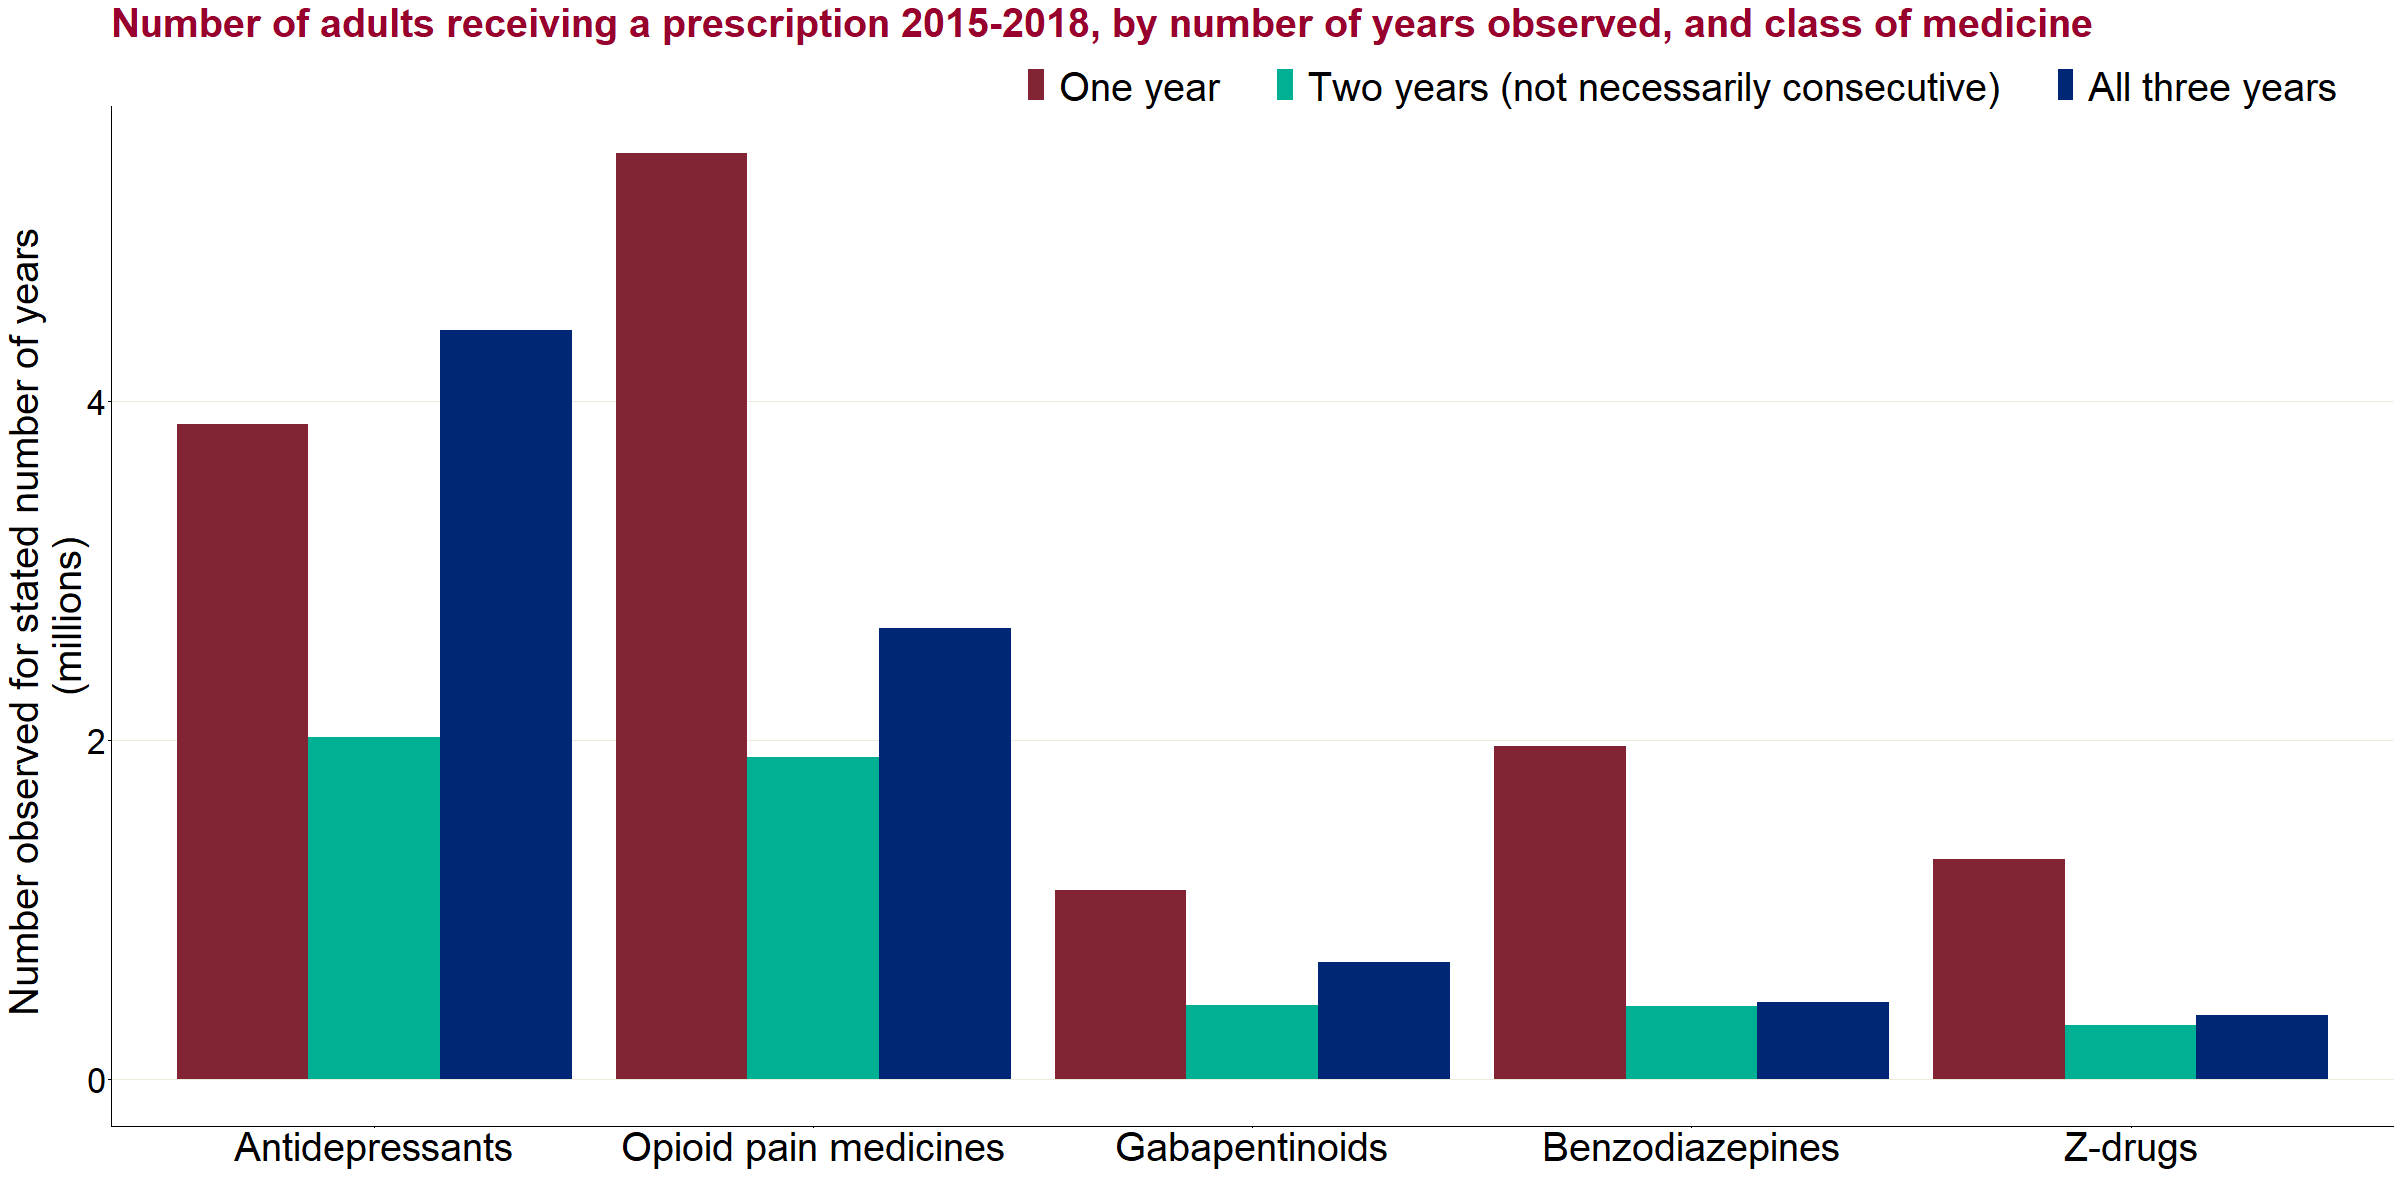 Number of adults receiving a prescription 2015-2018, by number of years observed, and class of medicine
One year
Two years (not necessarily consecutive)
All three years
Number observed for stated number of years
(millions)
4
2
0
Antidepressants
Opioid pain medicines
Gabapentinoids
Benzodiazepines
Z-drugs